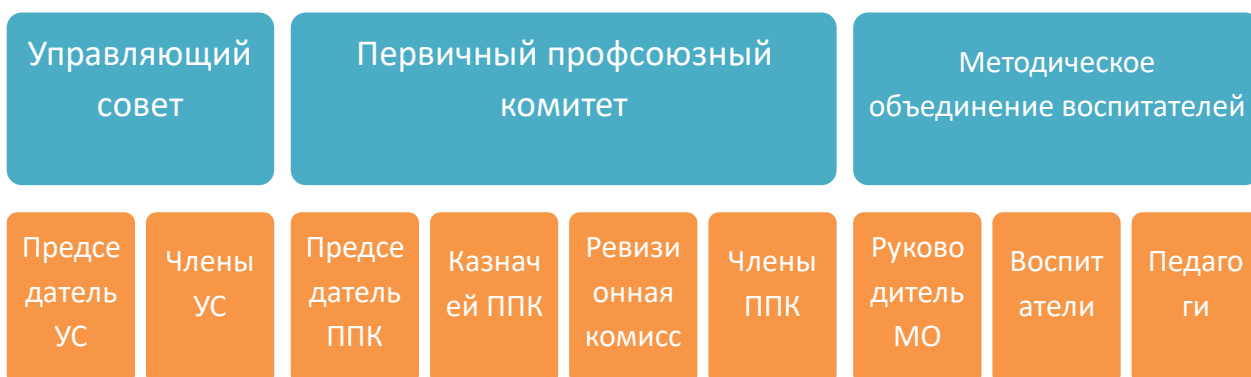 Управляющий
совет
Первичный профсоюзный
комитет
Методическое
объединение воспитателей
Предсе
датель
УС
Члены
УС
Предсе
датель
ППК
Казнач
ей ППК
Ревизи
онная
комисс
Члены
ППК
Руково
дитель
МО
Воспит
атели
Педаго
ги